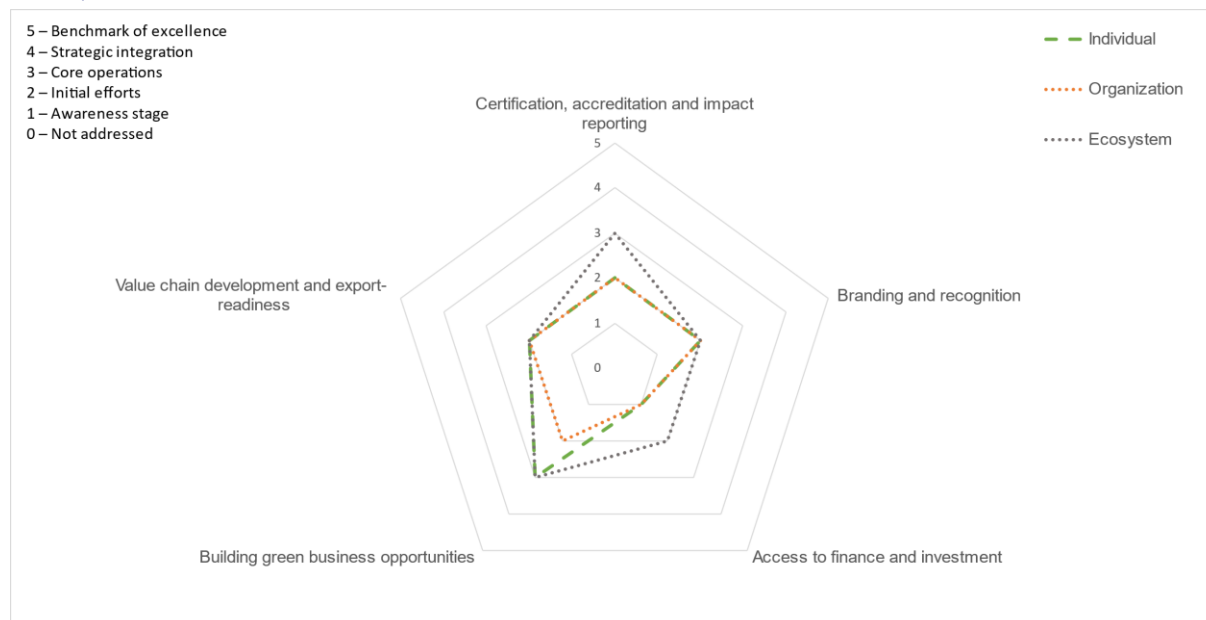 5 – Benchmark of excellence
4 – Strategic integration
3 – Core operations
2 – Initial efforts
1 – Awareness stage
0 – Not addressed
Individual
Organization
Ecosystem
Certification, accreditation and impact
reporting
5
4
3
2
1
0
Value chain development and export-
readiness
Branding and recognition
Building green business opportunities
Access to finance and investment